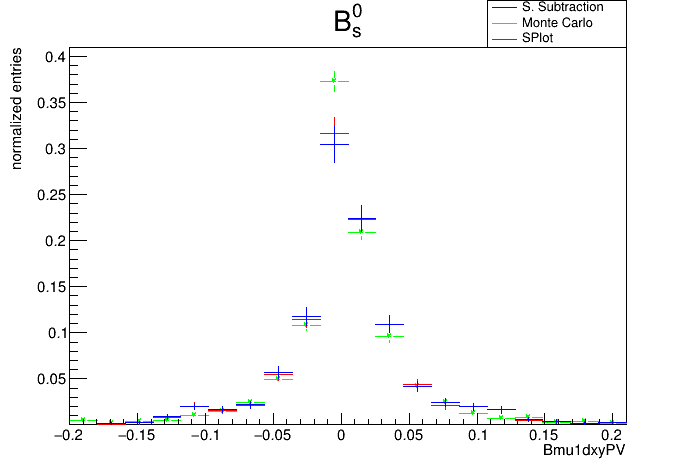 B⁰ₛ
S. Subtraction
Monte Carlo
SPlot
normalized entries
0.4
0.35
0.3
0.25
0.2
0.15
0.1
0.05
−0.2 −0.15 −0.1 −0.05 0 0.05 0.1 0.15 0.2
Bmu1dxyPV